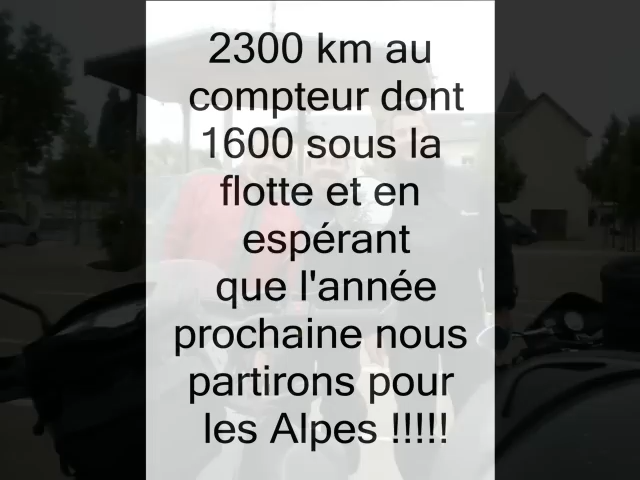 2300 km au
compteur dont
1600 sous la
flotte et en
espérant
que l'année
prochaine nous
partirons pour
les Alpes !!!!!